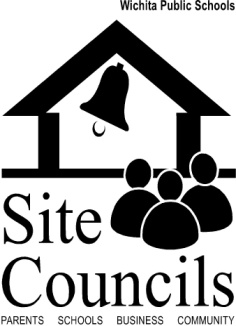 Wichita Public Schools
Site
Councils
PARENTS SCHOOLS BUSINESS COMMUNITY